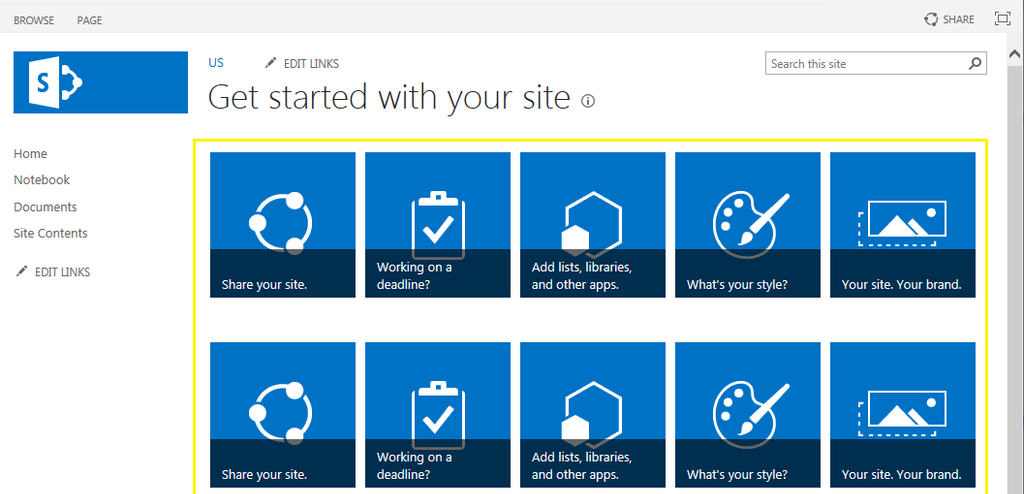 BROWSE PAGE SHARE
S
US EDIT LINKS Search this site
Get started with your site
Home
Notebook
Documents
Site Contents
EDIT LINKS
Share your site.
Working on a
deadline?
Add lists, libraries,
and other apps.
What's your style?
Your site. Your brand.
Share your site.
Working on a
deadline?
Add lists, libraries,
and other apps.
What's your style?
Your site. Your brand.